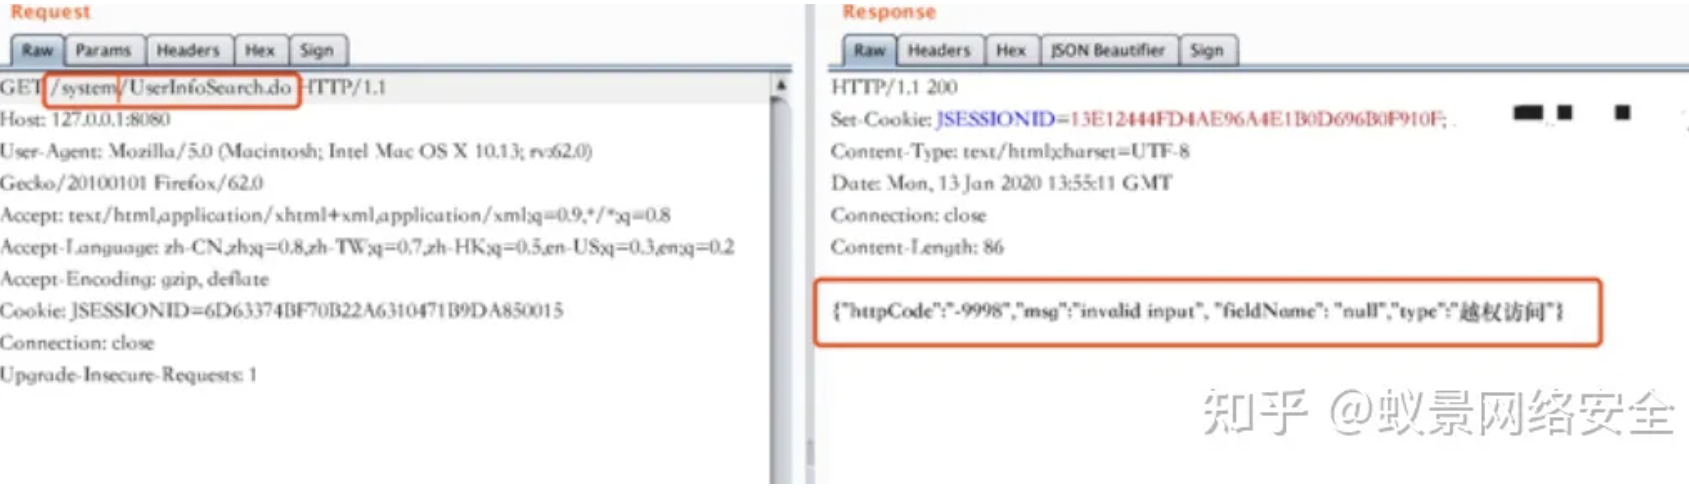 Request
Raw Params Headers Hex Sign
GET /system/UserInfoSearch.do HTTP/1.1
Host: 127.0.0.1:8080
User-Agent: Mozilla/5.0 (Macintosh; Intel Mac OS X 10.13; rv:62.0)
Gecko/20100101 Firefox/62.0
Accept: text/html,application/xhtml+xml,application/xml;q=0.9,*/*;q=0.8
Accept-Language: zh-CN,zh;q=0.8,zh-TW;q=0.7,zh-HK;q=0.5,en-US;q=0.3,en;q=0.2
Accept-Encoding: gzip, deflate
Cookie: JSESSIONID=6D63374BF70B22A6310471B9DA850015
Connection: close
Upgrade-Insecure-Requests: 1
Response
Raw Headers Hex JSON Beautifier Sign
HTTP/1.1 200
Set-Cookie: JSESSIONID=13E12444FD4AE96A4E1B0D696B0F910F;
Content-Type: text/html;charset=UTF-8
Date: Mon, 13 Jan 2020 13:55:11 GMT
Connection: close
Content-Length: 86
{"httpCode":"-9998","msg":"invalid input", "fieldName": "null","type":"越权访问"}
知乎 @蚁景网络安全